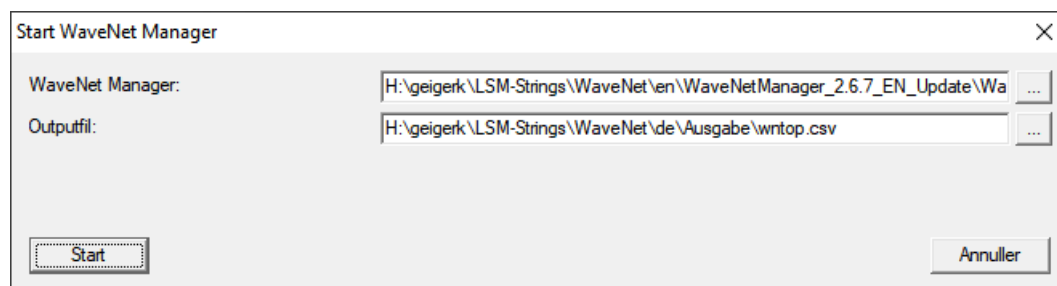 Start WaveNet Manager
WaveNet Manager: H:\geigerk\LSM-Strings\WaveNet\en\WaveNetManager_2.6.7_EN_Update\Wa ...
Outputfil: H:\geigerk\LSM-Strings\WaveNet\de\Ausgabe\wntop.csv ...
Start Annuller